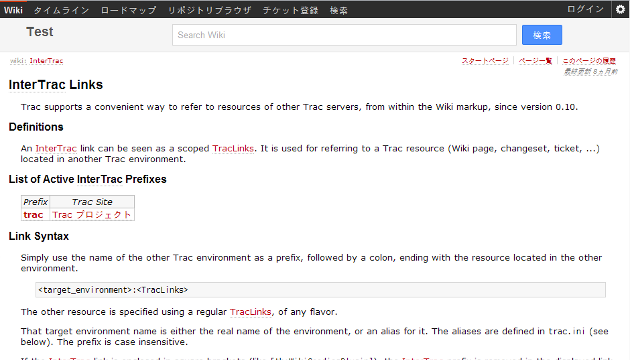 Wiki タイムライン ロードマップ リポジトリブラウザ チケット登録 検索 ログイン
Test Search Wiki 検索
wiki: InterTrac スタートページ ページ一覧 このページの履歴
最終更新 8ヵ月前
InterTrac Links
Trac supports a convenient way to refer to resources of other Trac servers, from within the Wiki markup, since version 0.10.
Definitions
An InterTrac link can be seen as a scoped TracLinks. It is used for referring to a Trac resource (Wiki page, changeset, ticket, ...)
located in another Trac environment.
List of Active InterTrac Prefixes
Prefix Trac Site
trac Trac プロジェクト
Link Syntax
Simply use the name of the other Trac environment as a prefix, followed by a colon, ending with the resource located in the other
environment.
<target_environment>:<TracLinks>
The other resource is specified using a regular TracLinks, of any flavor.
That target environment name is either the real name of the environment, or an alias for it. The aliases are defined in trac.ini (see
below). The prefix is case insensitive.